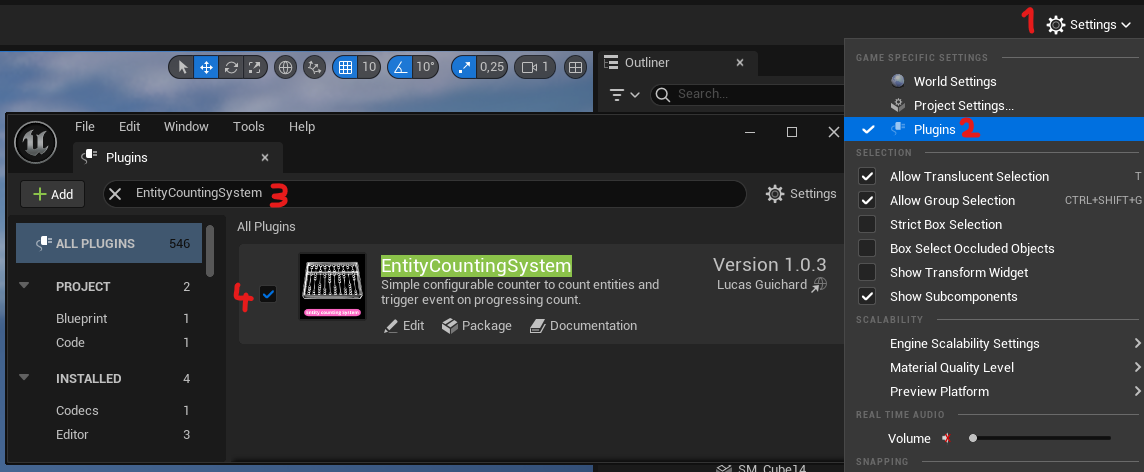 1 Settings
GAME SPECIFIC SETTINGS
World Settings
Project Settings...
Plugins 2
SELECTION
Allow Translucent Selection T
Allow Group Selection CTRL+SHIFT+G
Strict Box Selection
Box Select Occluded Objects
Show Transform Widget
Show Subcomponents
SCALABILITY
Engine Scalability Settings
Material Quality Level
Preview Platform
REAL TIME AUDIO
Volume
SNAPPING
10 10° 0,25 1
Outliner
Search...
File Edit Window Tools Help
Plugins
Add
EntityCountingSystem 3
Settings
ALL PLUGINS 546
PROJECT 2
Blueprint 1
Code 1
INSTALLED 4
Codecs 1
Editor 3
All Plugins
4
entity counting system
EntityCountingSystem
Simple configurable counter to count entities and
trigger event on progressing count.
Edit Package Documentation
Version 1.0.3
Lucas Guichard
SM_Cube14